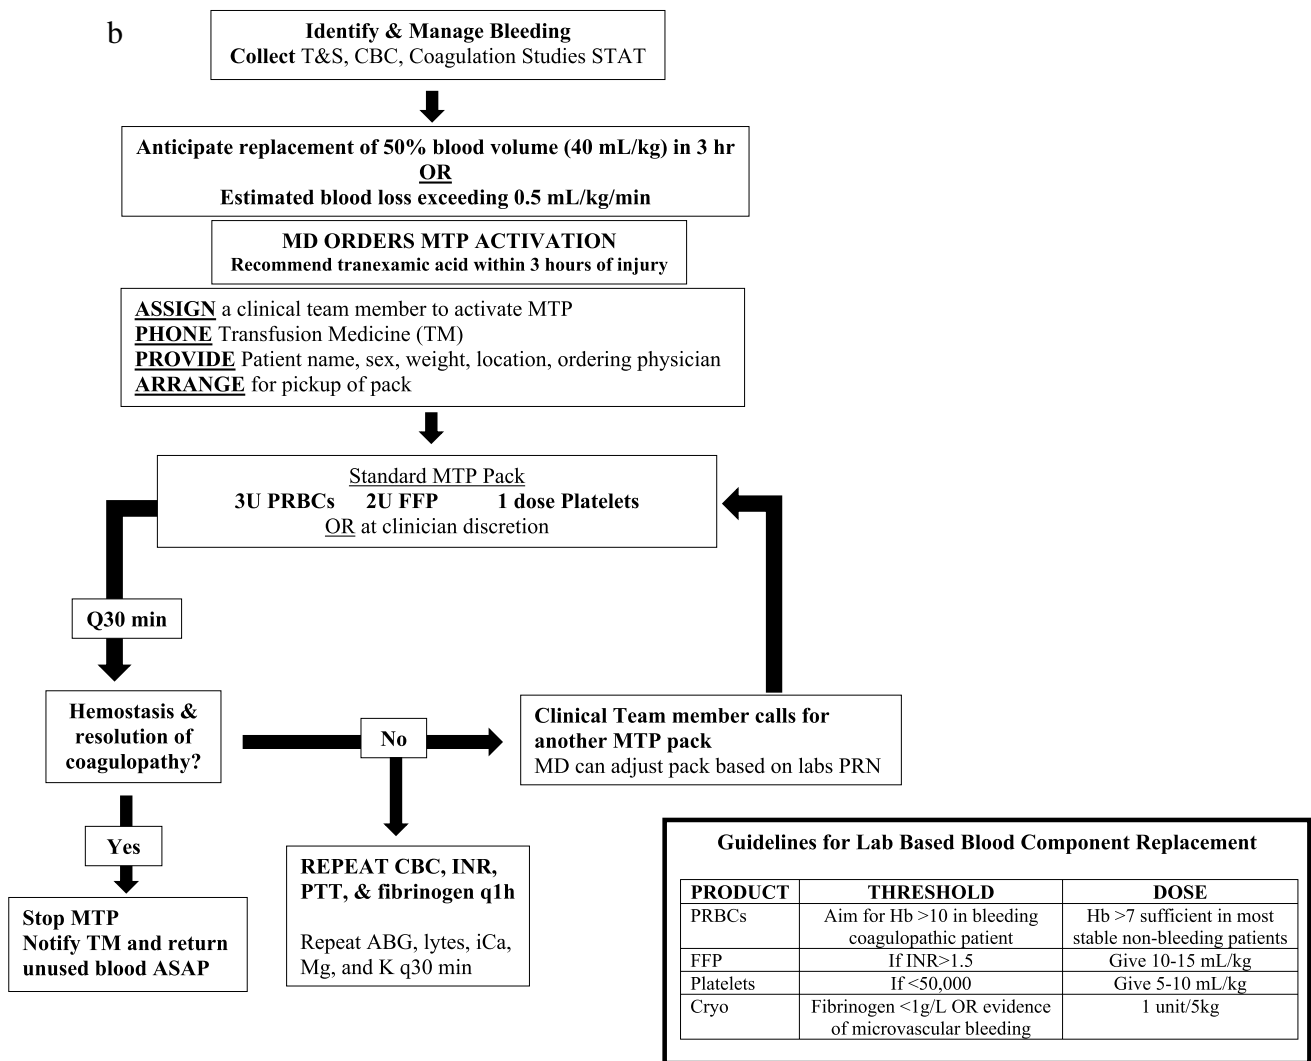 b
Identify & Manage Bleeding
Collect T&S, CBC, Coagulation Studies STAT
Anticipate replacement of 50% blood volume (40 mL/kg) in 3 hr
OR
Estimated blood loss exceeding 0.5 mL/kg/min
MD ORDERS MTP ACTIVATION
Recommend tranexamic acid within 3 hours of injury
ASSIGN a clinical team member to activate MTP
PHONE Transfusion Medicine (TM)
PROVIDE Patient name, sex, weight, location, ordering physician
ARRANGE for pickup of pack
Standard MTP Pack
3U PRBCs 2U FFP 1 dose Platelets
OR at clinician discretion
Q30 min
Hemostasis &
resolution of
coagulopathy?
No
Clinical Team member calls for
another MTP pack
MD can adjust pack based on labs PRN
Yes
Stop MTP
Notify TM and return
unused blood ASAP
REPEAT CBC, INR,
PTT, & fibrinogen q1h
Repeat ABG, lytes, iCa,
Mg, and K q30 min
Guidelines for Lab Based Blood Component Replacement
PRODUCT THRESHOLD DOSE
PRBCs Aim for Hb >10 in bleeding Hb >7 sufficient in most
coagulopathic patient stable non-bleeding patients
FFP If INR>1.5 Give 10-15 mL/kg
Platelets If <50,000 Give 5-10 mL/kg
Cryo Fibrinogen <1g/L OR evidence 1 unit/5kg
of microvascular bleeding